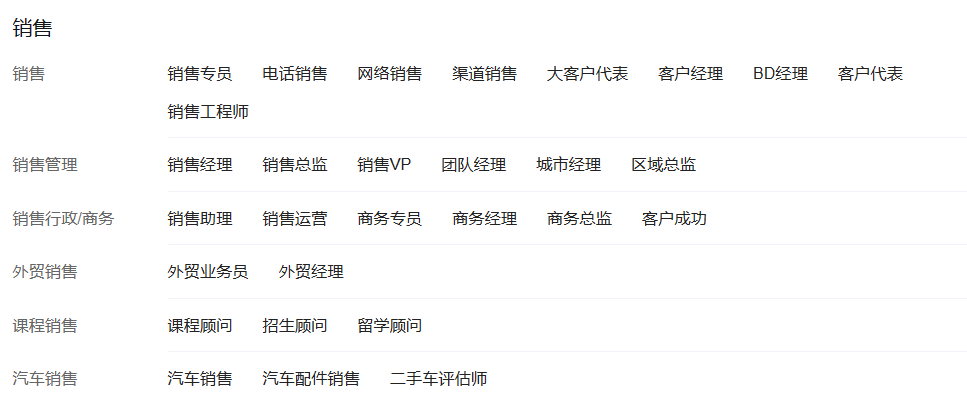 销售
销售 销售专员 电话销售 网络销售 渠道销售 大客户代表 客户经理 BD经理 客户代表
销售工程师
销售管理 销售经理 销售总监 销售VP 团队经理 城市经理 区域总监
销售行政/商务 销售助理 销售运营 商务专员 商务经理 商务总监 客户成功
外贸销售 外贸业务员 外贸经理
课程销售 课程顾问 招生顾问 留学顾问
汽车销售 汽车销售 汽车配件销售 二手车评估师